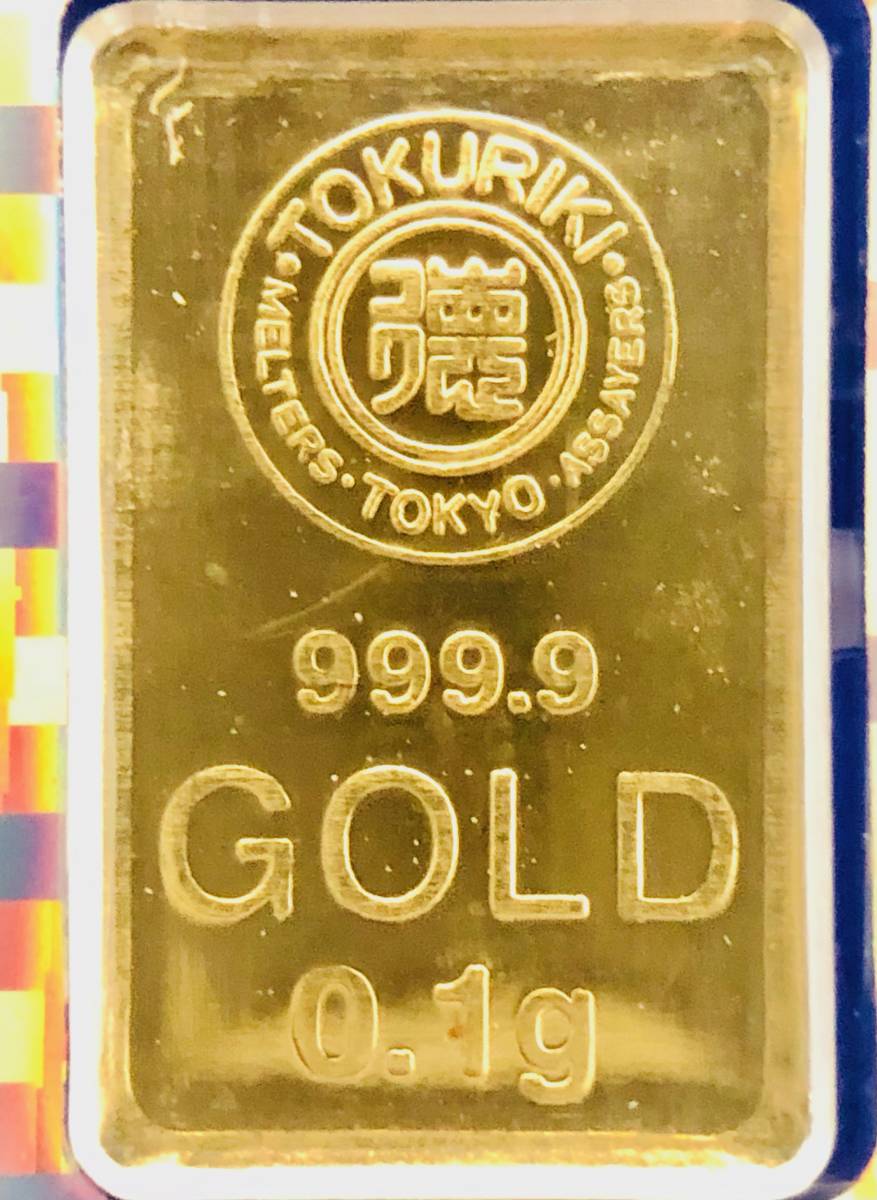 ·TOKURIKI·
MELTERS·TOKYO·ASSAYERS
999.9
GOLD
0.1g